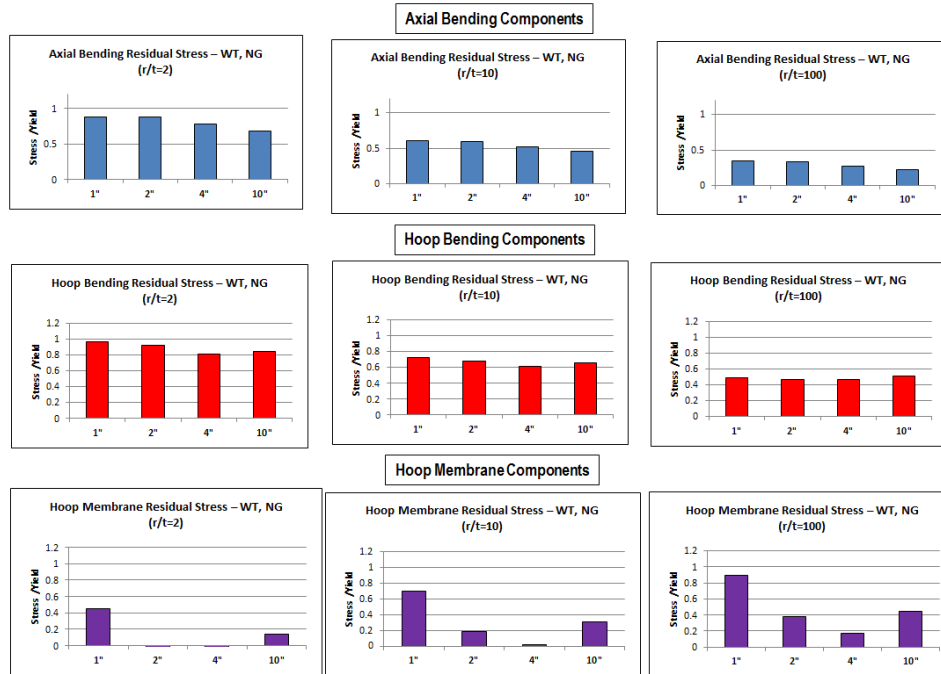 Axial Bending Components
Axial Bending Residual Stress – WT, NG
(r/t=2)
Stress /Yield
1
0.5
0
1" 2" 4" 10"
Axial Bending Residual Stress – WT, NG
(r/t=10)
Stress /Yield
1
0.5
0
1" 2" 4" 10"
Axial Bending Residual Stress – WT, NG
(r/t=100)
Stress /Yield
1
0.5
0
1" 2" 4" 10"
Hoop Bending Components
Hoop Bending Residual Stress – WT, NG
(r/t=2)
Stress /Yield
1.2
1
0.8
0.6
0.4
0.2
0
1" 2" 4" 10"
Hoop Bending Residual Stress – WT, NG
(r/t=10)
Stress /Yield
1.2
1
0.8
0.6
0.4
0.2
0
1" 2" 4" 10"
Hoop Bending Residual Stress – WT, NG
(r/t=100)
Stress /Yield
1.2
1
0.8
0.6
0.4
0.2
0
1" 2" 4" 10"
Hoop Membrane Components
Hoop Membrane Residual Stress – WT, NG
(r/t=2)
Stress /Yield
1.2
1
0.8
0.6
0.4
0.2
0
1" 2" 4" 10"
Hoop Membrane Residual Stress – WT, NG
(r/t=10)
Stress /Yield
1.2
1
0.8
0.6
0.4
0.2
0
1" 2" 4" 10"
Hoop Membrane Residual Stress – WT, NG
(r/t=100)
Stress /Yield
1.2
1
0.8
0.6
0.4
0.2
0
1" 2" 4" 10"